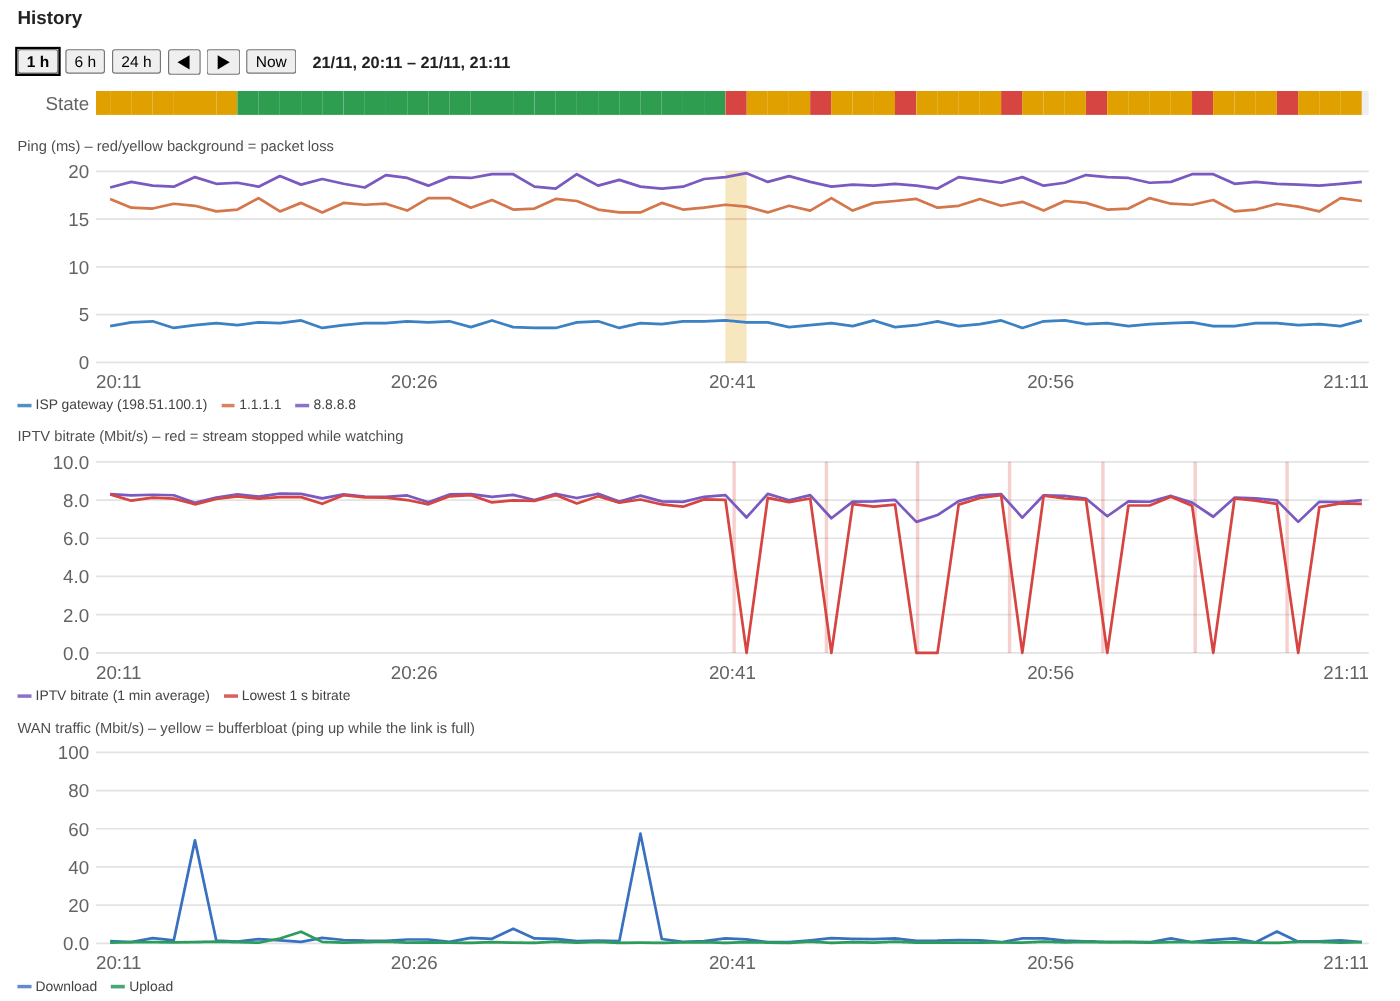 History
1 h 6 h 24 h ◀ ▶ Now 21/11, 20:11 – 21/11, 21:11
State
Ping (ms) – red/yellow background = packet loss
20
15
10
5
0
20:11 20:26 20:41 20:56 21:11
ISP gateway (198.51.100.1) 1.1.1.1 8.8.8.8
IPTV bitrate (Mbit/s) – red = stream stopped while watching
10.0
8.0
6.0
4.0
2.0
0.0
20:11 20:26 20:41 20:56 21:11
IPTV bitrate (1 min average) Lowest 1 s bitrate
WAN traffic (Mbit/s) – yellow = bufferbloat (ping up while the link is full)
100
80
60
40
20
0.0
20:11 20:26 20:41 20:56 21:11
Download Upload